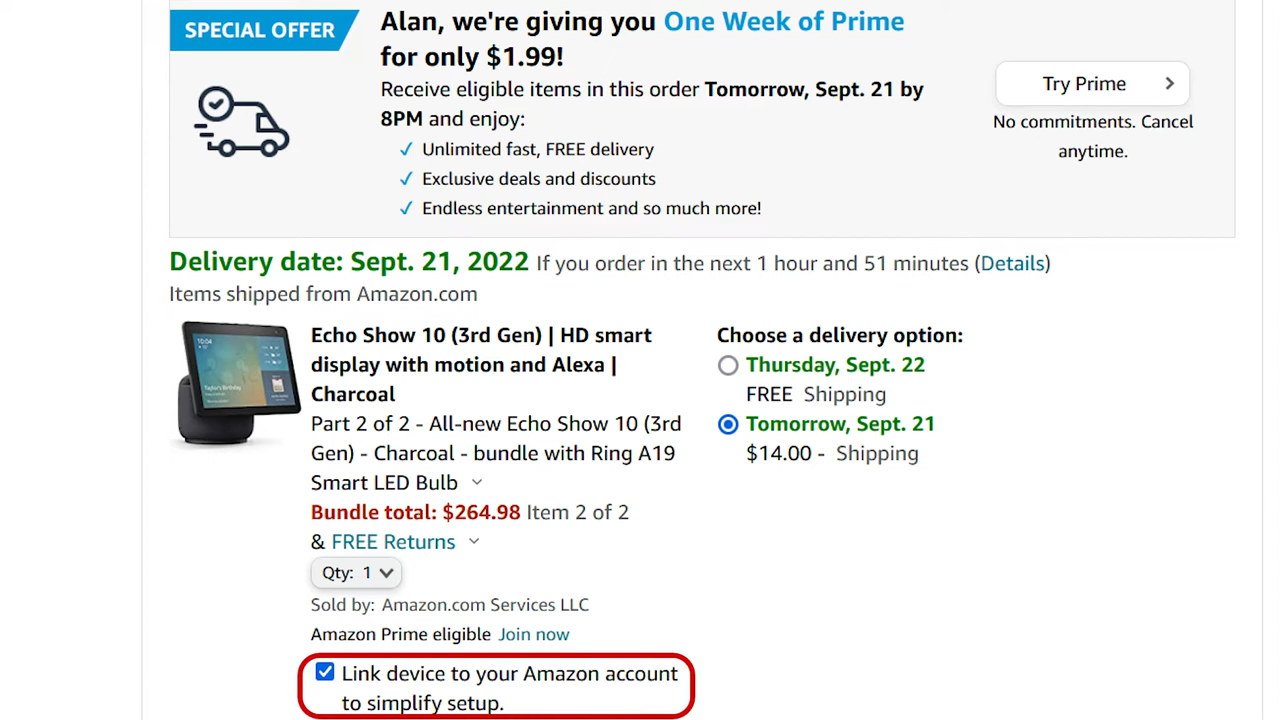 SPECIAL OFFER
Alan, we're giving you One Week of Prime
for only $1.99!
Receive eligible items in this order Tomorrow, Sept. 21 by
8PM and enjoy:
✓ Unlimited fast, FREE delivery
✓ Exclusive deals and discounts
✓ Endless entertainment and so much more!
Try Prime
No commitments. Cancel
anytime.
Delivery date: Sept. 21, 2022 If you order in the next 1 hour and 51 minutes (Details)
Items shipped from Amazon.com
10:04
Echo Show 10 (3rd Gen) | HD smart
display with motion and Alexa |
Charcoal
Part 2 of 2 - All-new Echo Show 10 (3rd
Gen) - Charcoal - bundle with Ring A19
Smart LED Bulb
Bundle total: $264.98 Item 2 of 2
& FREE Returns
Qty: 1
Sold by: Amazon.com Services LLC
Amazon Prime eligible Join now
Link device to your Amazon account
to simplify setup.
Choose a delivery option:
Thursday, Sept. 22
FREE Shipping
Tomorrow, Sept. 21
$14.00 - Shipping